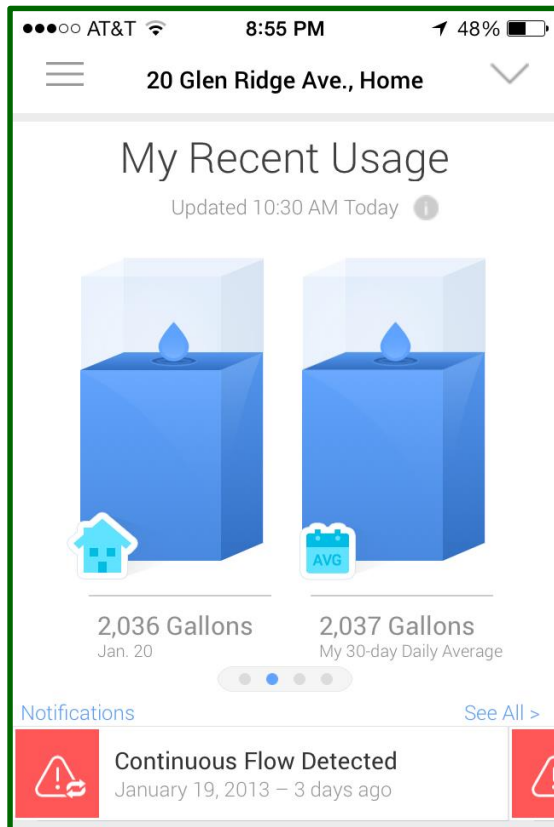 AT&T 8:55 PM 48%
20 Glen Ridge Ave., Home
My Recent Usage
Updated 10:30 AM Today i
AVG
2,036 Gallons 2,037 Gallons
Jan. 20 My 30-day Daily Average
Notifications See All >
Continuous Flow Detected
January 19, 2013 – 3 days ago